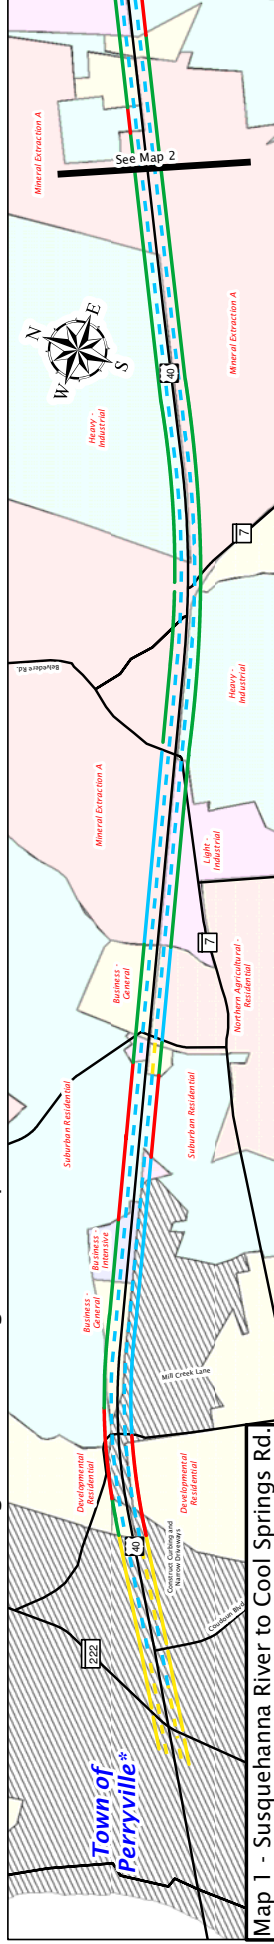 Mineral Extraction A
See Map 2
N
E
S
W
Heavy -
Industrial
40
Mineral Extraction A
7
Belvedere Rd.
Heavy -
Industrial
Mineral Extraction A
Light -
Industrial
7
Business -
General
Northern Agricultural -
Residential
Suburban Residential
Suburban Residential
Business -
Intensive
Business -
General
Mill Creek Lane
Developmental
Residential
Developmental
Residential
40
Construct Curbing and
Narrow Driveways
222
Coudoun Blvd
Town of
Perryville*
Map 1 - Susquehanna River to Cool Springs Rd.